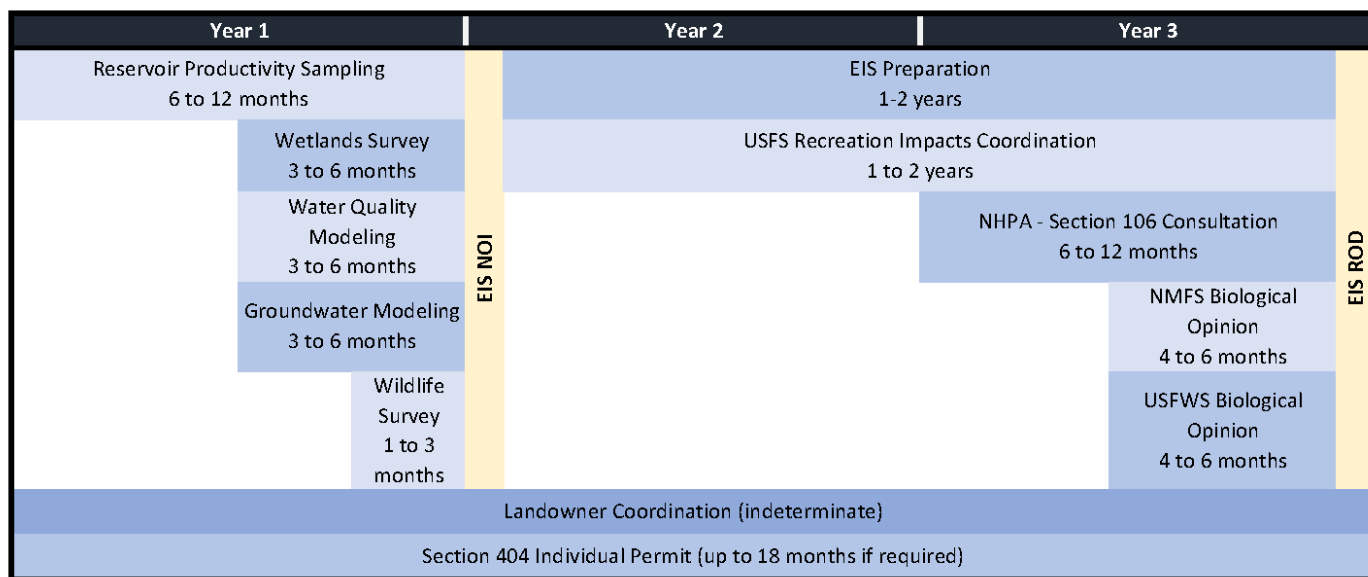 Year 1
Year 2
Year 3
Reservoir Productivity Sampling
6 to 12 months
EIS Preparation
1-2 years
Wetlands Survey
3 to 6 months
USFS Recreation Impacts Coordination
1 to 2 years
Water Quality
Modeling
3 to 6 months
EIS NOI
NHPA - Section 106 Consultation
6 to 12 months
EIS ROD
Groundwater Modeling
3 to 6 months
NMFS Biological
Opinion
4 to 6 months
Wildlife
Survey
1 to 3
months
USFWS Biological
Opinion
4 to 6 months
Landowner Coordination (indeterminate)
Section 404 Individual Permit (up to 18 months if required)